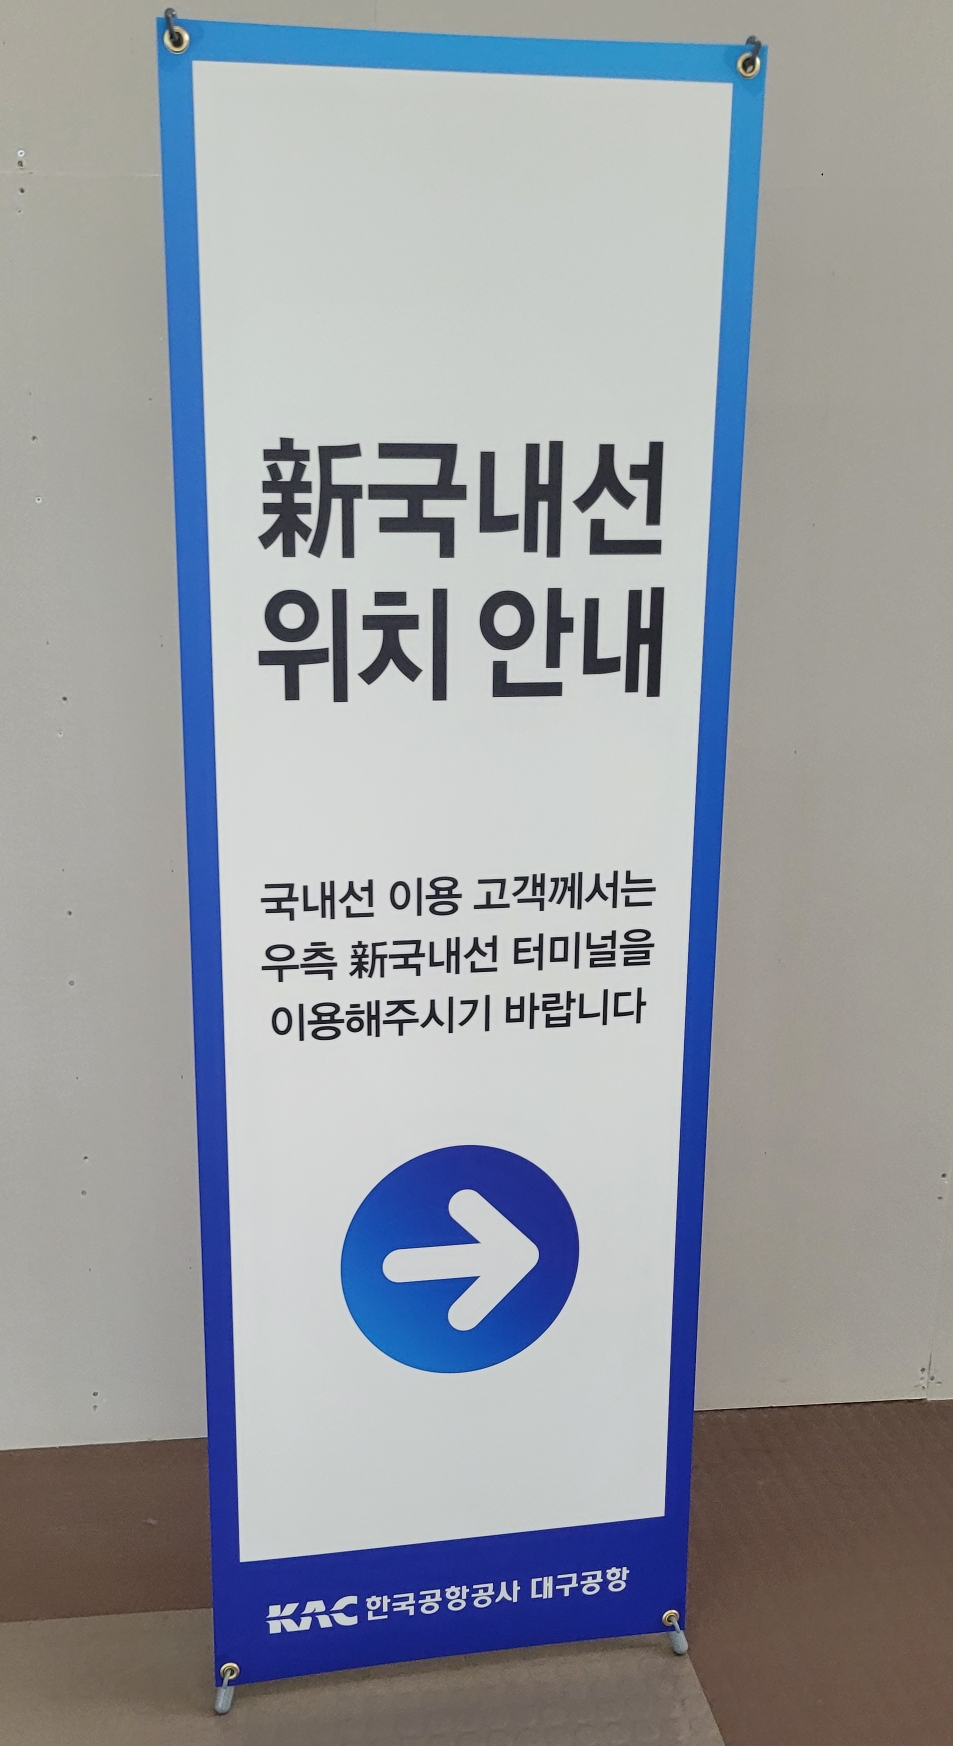 新국내선
위치 안내
국내선 이용 고객께서는
우측 新국내선 터미널을
이용해주시기 바랍니다
KAC 한국공항공사 대구공항